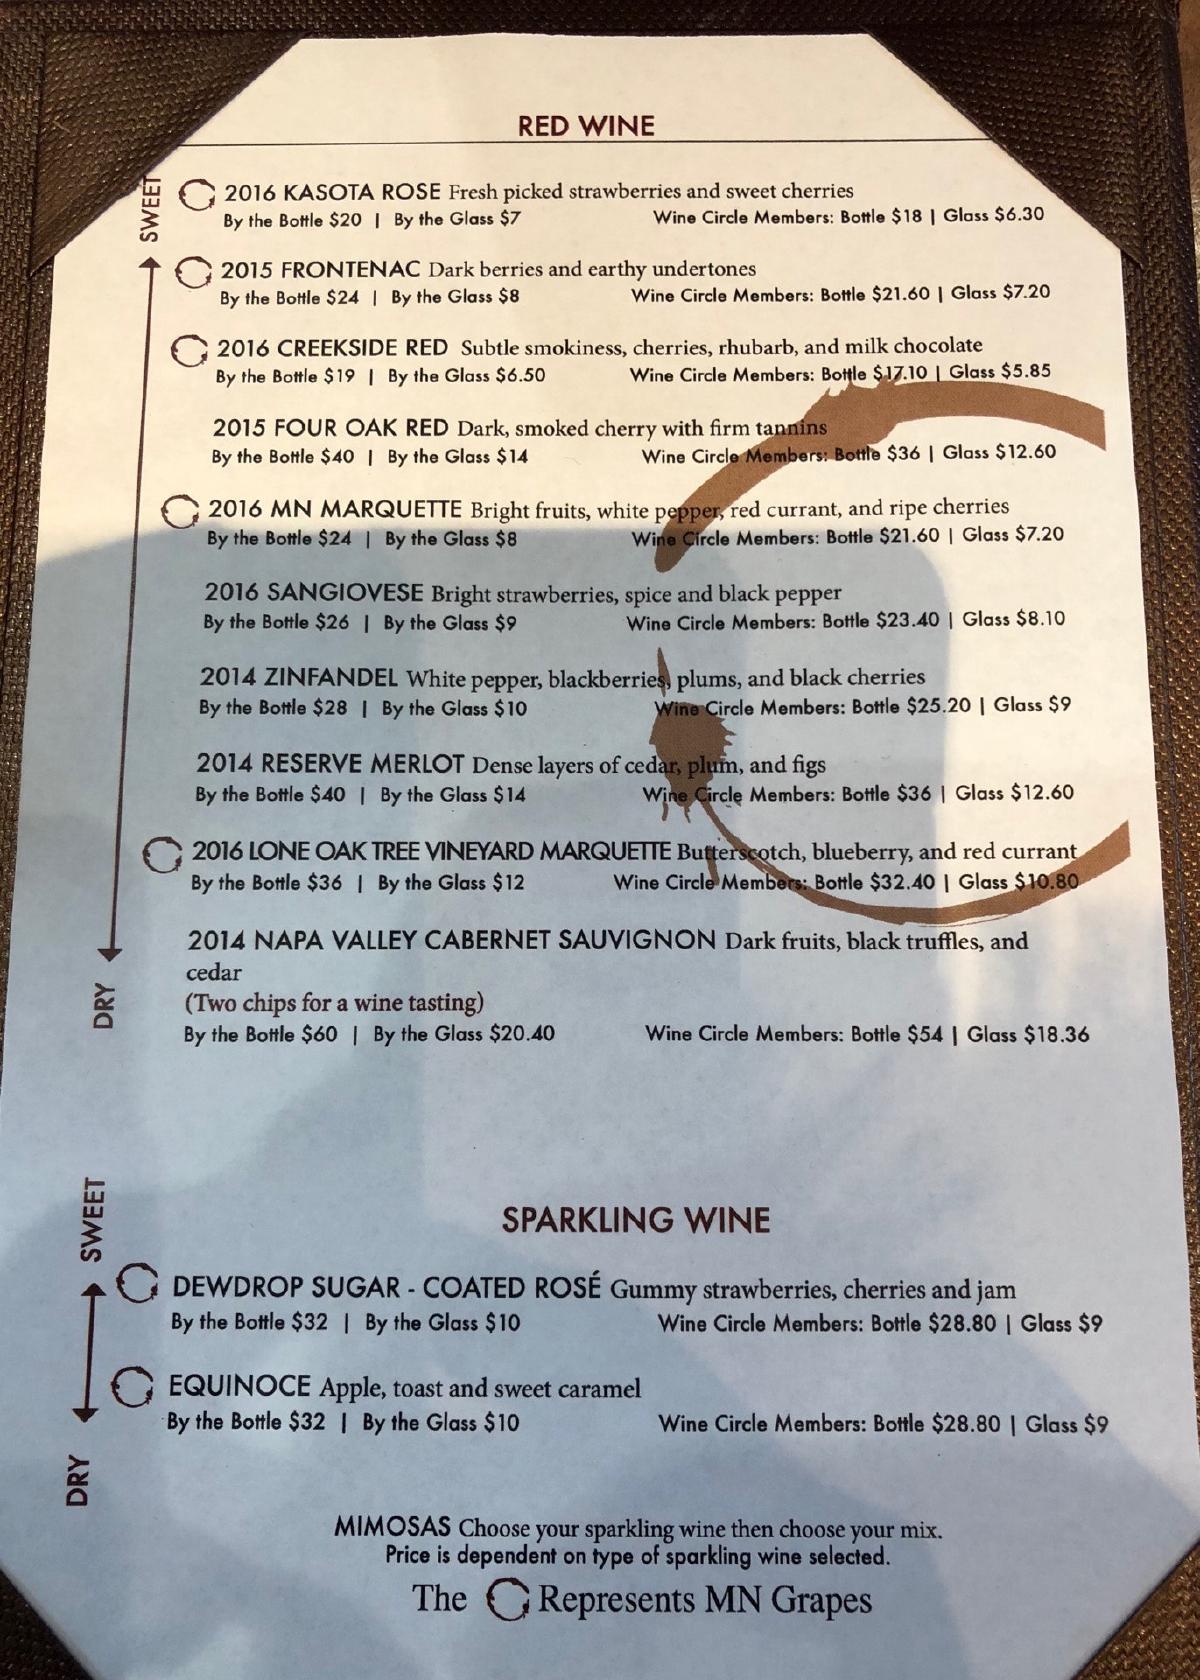 RED WINE
SWEET
2016 KASOTA ROSE Fresh picked strawberries and sweet cherries
By the Bottle $20 | By the Glass $7 Wine Circle Members: Bottle $18 | Glass $6.30
2015 FRONTENAC Dark berries and earthy undertones
By the Bottle $24 | By the Glass $8 Wine Circle Members: Bottle $21.60 | Glass $7.20
2016 CREEKSIDE RED Subtle smokiness, cherries, rhubarb, and milk chocolate
By the Bottle $19 | By the Glass $6.50 Wine Circle Members: Bottle $17.10 | Glass $5.85
2015 FOUR OAK RED Dark, smoked cherry with firm tannins
By the Bottle $40 | By the Glass $14 Wine Circle Members: Bottle $36 | Glass $12.60
2016 MN MARQUETTE Bright fruits, white pepper, red currant, and ripe cherries
By the Bottle $24 | By the Glass $8 Wine Circle Members: Bottle $21.60 | Glass $7.20
2016 SANGIOVESE Bright strawberries, spice and black pepper
By the Bottle $26 | By the Glass $9 Wine Circle Members: Bottle $23.40 | Glass $8.10
2014 ZINFANDEL White pepper, blackberries, plums, and black cherries
By the Bottle $28 | By the Glass $10 Wine Circle Members: Bottle $25.20 | Glass $9
2014 RESERVE MERLOT Dense layers of cedar, plum, and figs
By the Bottle $40 | By the Glass $14 Wine Circle Members: Bottle $36 | Glass $12.60
2016 LONE OAK TREE VINEYARD MARQUETTE Butterscotch, blueberry, and red currant
By the Bottle $36 | By the Glass $12 Wine Circle Members: Bottle $32.40 | Glass $10.80
2014 NAPA VALLEY CABERNET SAUVIGNON Dark fruits, black truffles, and
cedar
(Two chips for a wine tasting)
By the Bottle $60 | By the Glass $20.40 Wine Circle Members: Bottle $54 | Glass $18.36
DRY
SPARKLING WINE
SWEET
DEWDROP SUGAR - COATED ROSÉ Gummy strawberries, cherries and jam
By the Bottle $32 | By the Glass $10 Wine Circle Members: Bottle $28.80 | Glass $9
EQUINOCE Apple, toast and sweet caramel
By the Bottle $32 | By the Glass $10 Wine Circle Members: Bottle $28.80 | Glass $9
DRY
MIMOSAS Choose your sparkling wine then choose your mix.
Price is dependent on type of sparkling wine selected.
The Represents MN Grapes